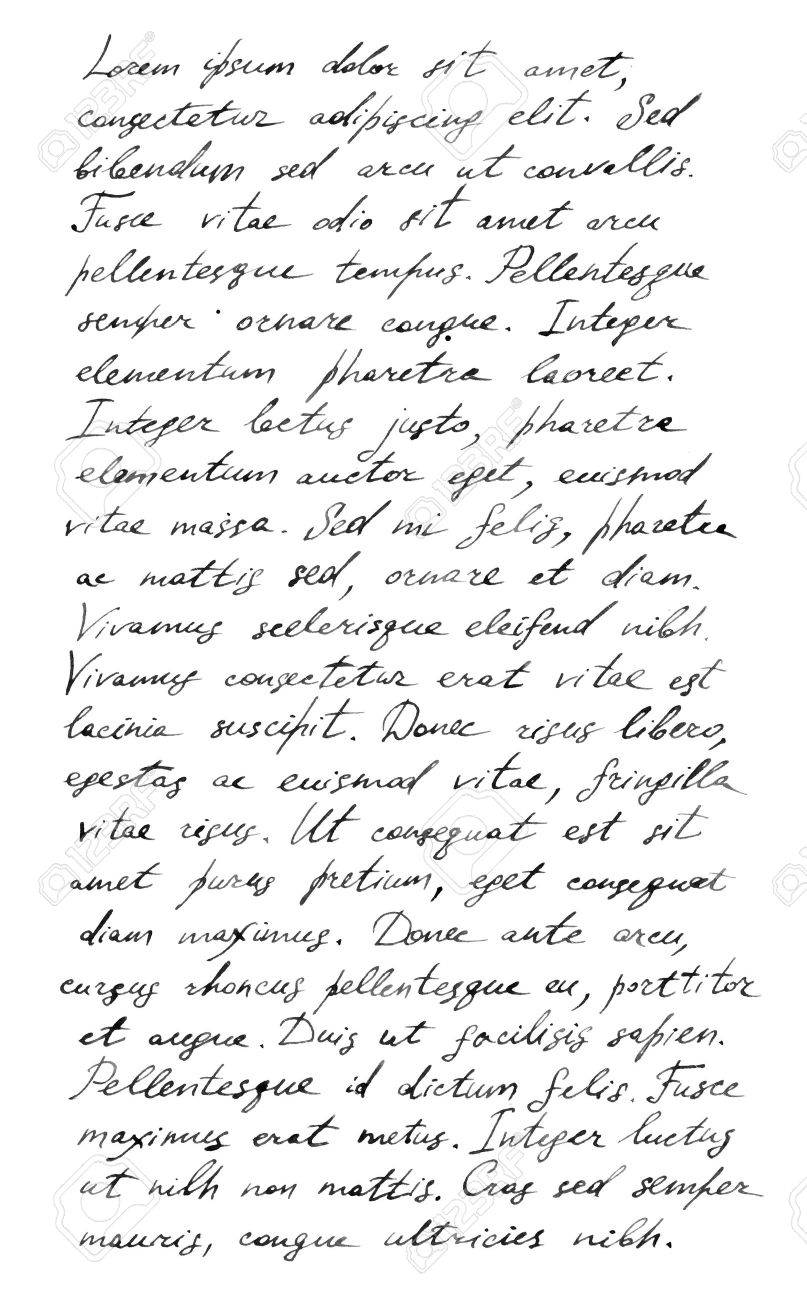 Lorem ipsum dolor sit amet,
consectetur adipiscing elit. Sed
bibendum sed arcu ut convallis.
Fusce vitae odio sit amet arcu
pellentesque tempus. Pellentesque
semper ornare congue. Integer
elementum pharetra laoreet.
Integer lectus justo, pharetra
elementum auctor eget, euismod
vitae massa. Sed mi felis, pharetra
ac mattis sed, ornare et diam.
Vivamus scelerisque eleifend nibh.
Vivamus consectetur erat vitae est
lacinia suscipit. Donec risus libero,
egestas ac euismod vitae, fringilla
vitae risus. Ut consequat est sit
amet purus pretium, eget consequat
diam maximus. Donec ante arcu,
cursus rhoncus pellentesque eu, porttitor
et augue. Duis ut facilisis sapien.
Pellentesque id dictum felis. Fusce
maximus erat metus. Integer luctus
ut nibh non mattis. Cras sed semper
mauris, congue ultricies nibh.